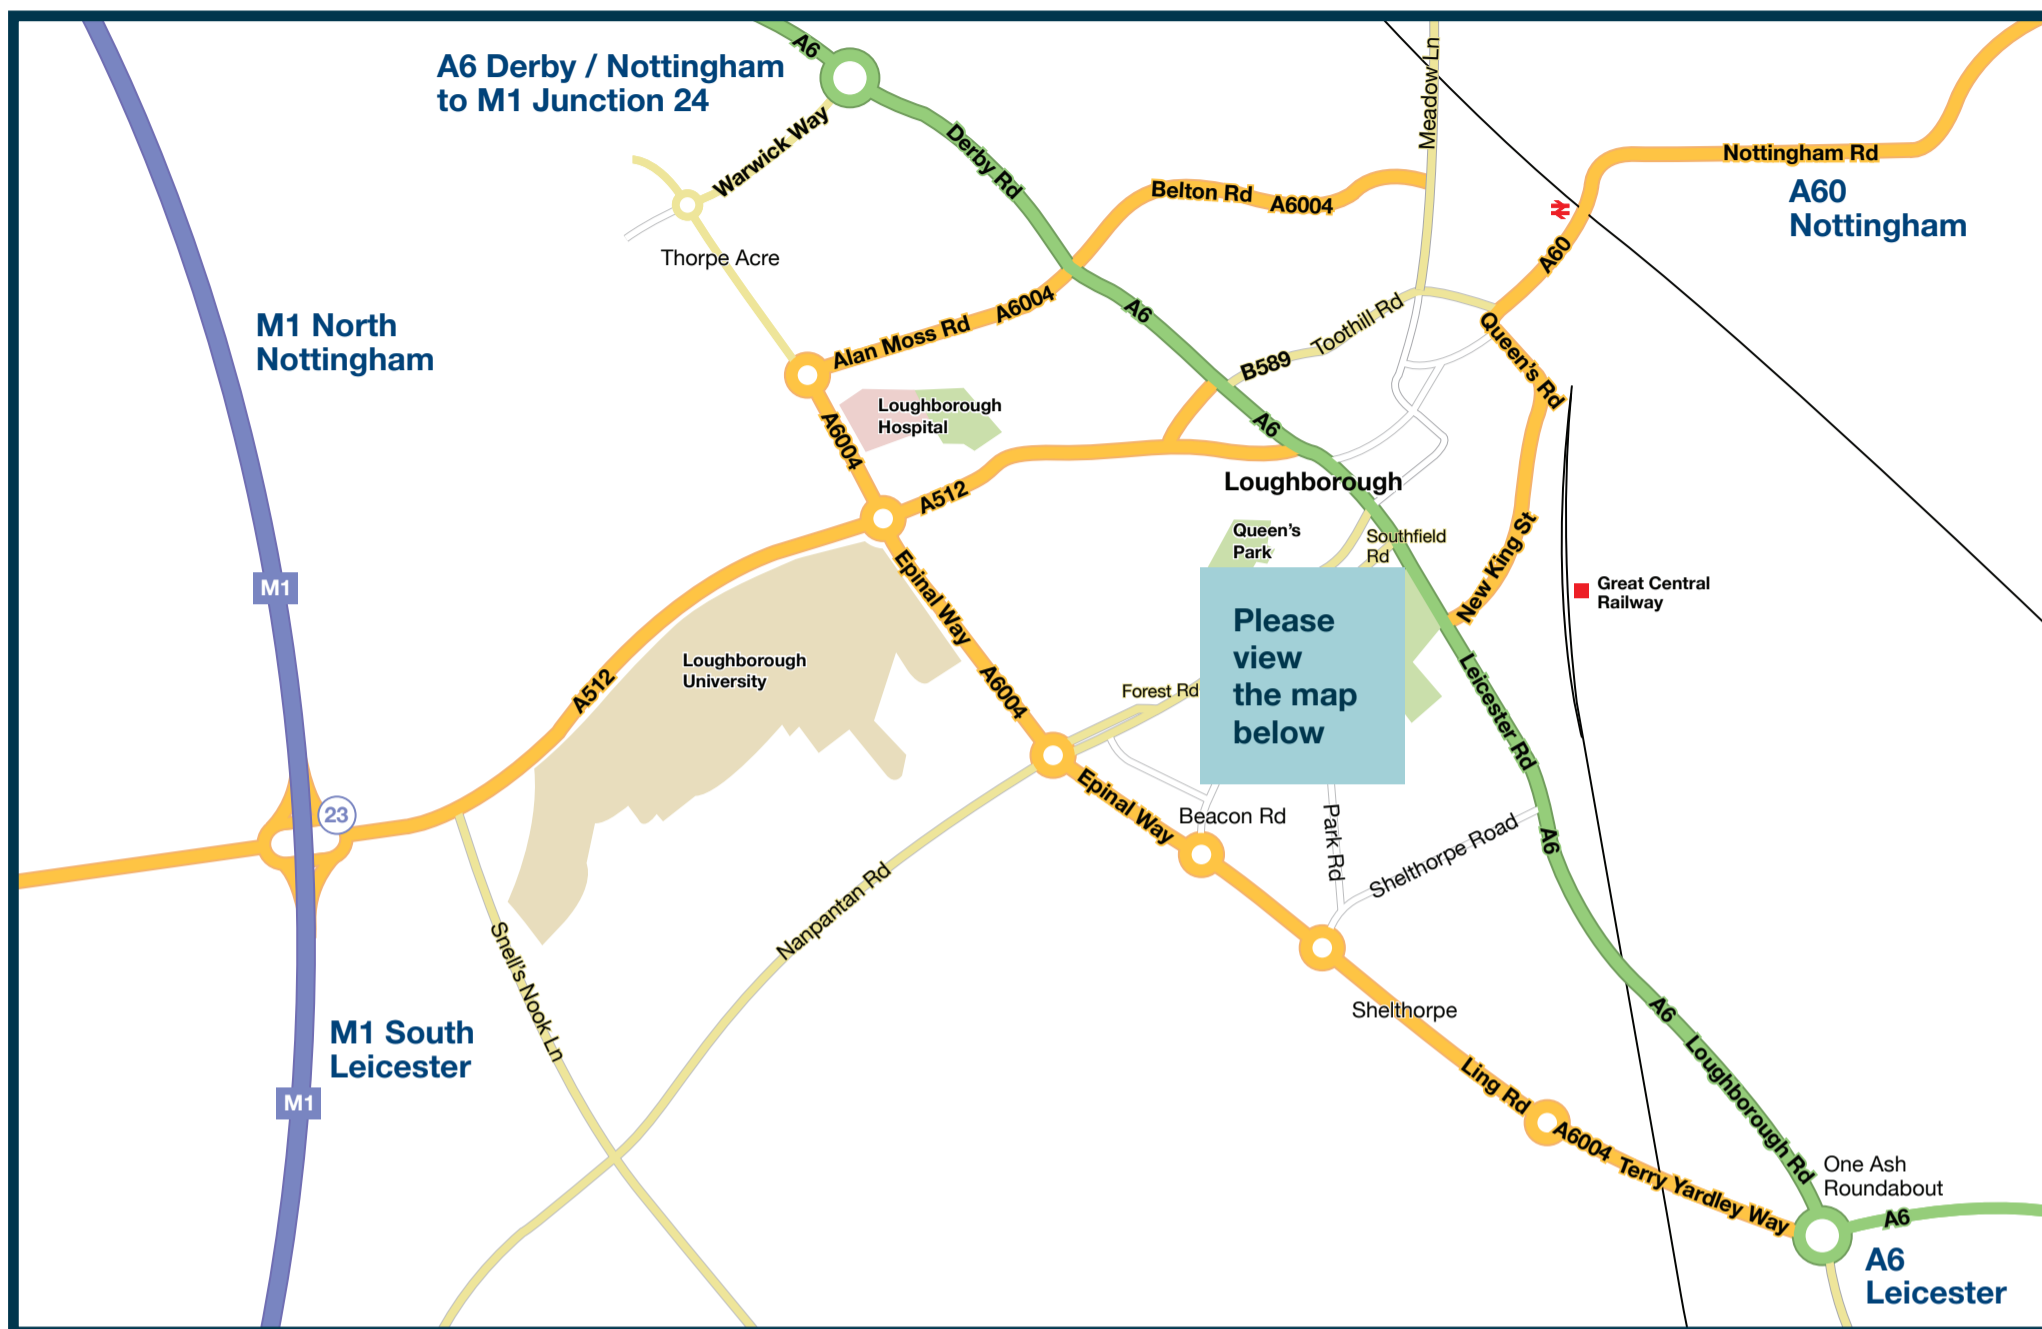 A6
A6 Derby / Nottingham
to M1 Junction 24
Warwick Way
Derby Rd
Meadow Ln
Nottingham Rd
A60
Nottingham
Belton Rd
A6004
Thorpe Acre
A60
M1 North
Nottingham
Alan Moss Rd
A6004
A6
Toothill Rd
B589
Queen's Rd
Loughborough
Hospital
A6004
A6
A512
Loughborough
Queen's
Park
Southfield
Rd
New King St
M1
Epinal Way
Great Central
Railway
Please
view
the map
below
Loughborough
University
A512
A6004
Forest Rd
Leicester Rd
23
Epinal Way
Beacon Rd
Park Rd
Shelthorpe Road
A6
Nanpantan Rd
Snell's Nook Ln
Shelthorpe
A6
M1 South
Leicester
M1
Ling Rd
Loughborough Rd
A6004
Terry Yardley Way
One Ash
Roundabout
A6
A6
Leicester